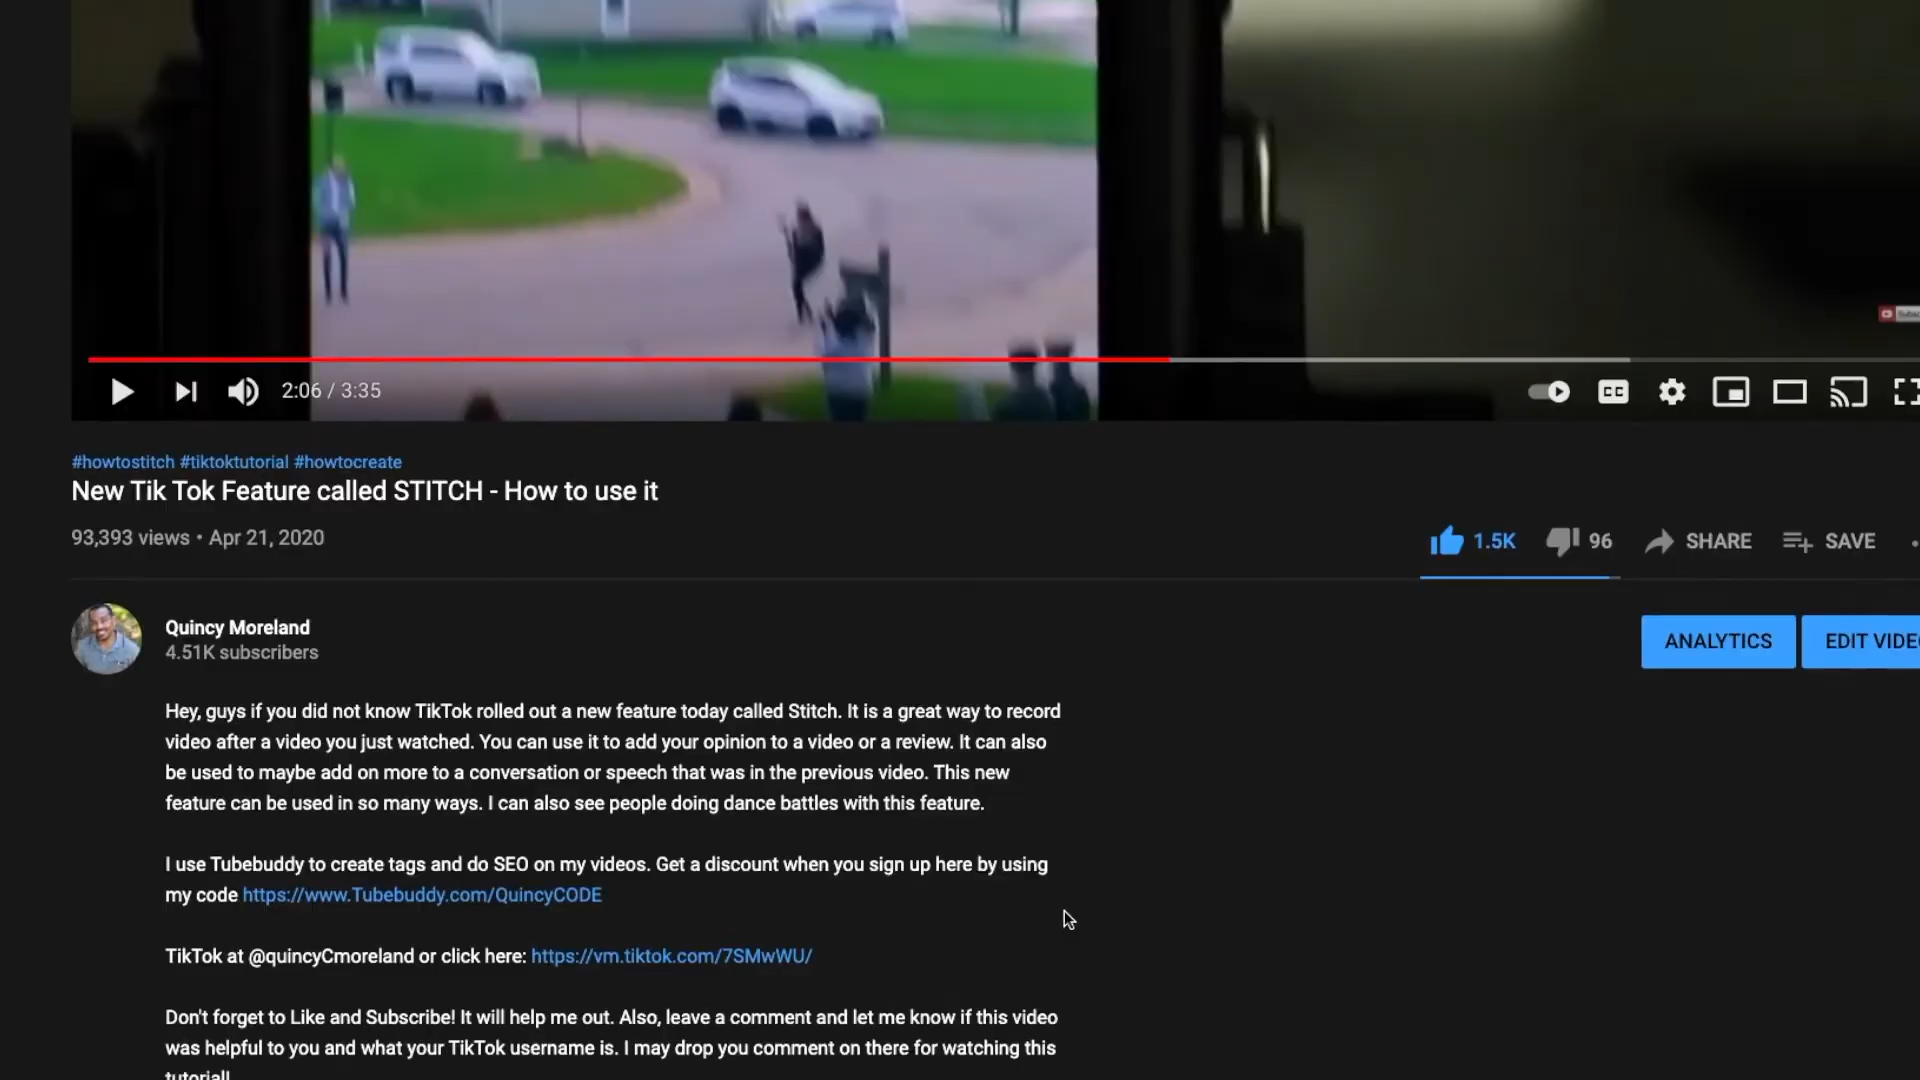 2:06 / 3:35
CC
#howtostitch #tiktoktutorial #howtocreate
New Tik Tok Feature called STITCH - How to use it
93,393 views • Apr 21, 2020
1.5K
96
SHARE
SAVE
Quincy Moreland
4.51K subscribers
ANALYTICS
EDIT VIDEO
Hey, guys if you did not know TikTok rolled out a new feature today called Stitch. It is a great way to record
video after a video you just watched. You can use it to add your opinion to a video or a review. It can also
be used to maybe add on more to a conversation or speech that was in the previous video. This new
feature can be used in so many ways. I can also see people doing dance battles with this feature.
I use Tubebuddy to create tags and do SEO on my videos. Get a discount when you sign up here by using
my code https://www.Tubebuddy.com/QuincyCODE
TikTok at @quincyCmoreland or click here: https://vm.tiktok.com/7SMwWU/
Don't forget to Like and Subscribe! It will help me out. Also, leave a comment and let me know if this video
was helpful to you and what your TikTok username is. I may drop you comment on there for watching this
tutorial!